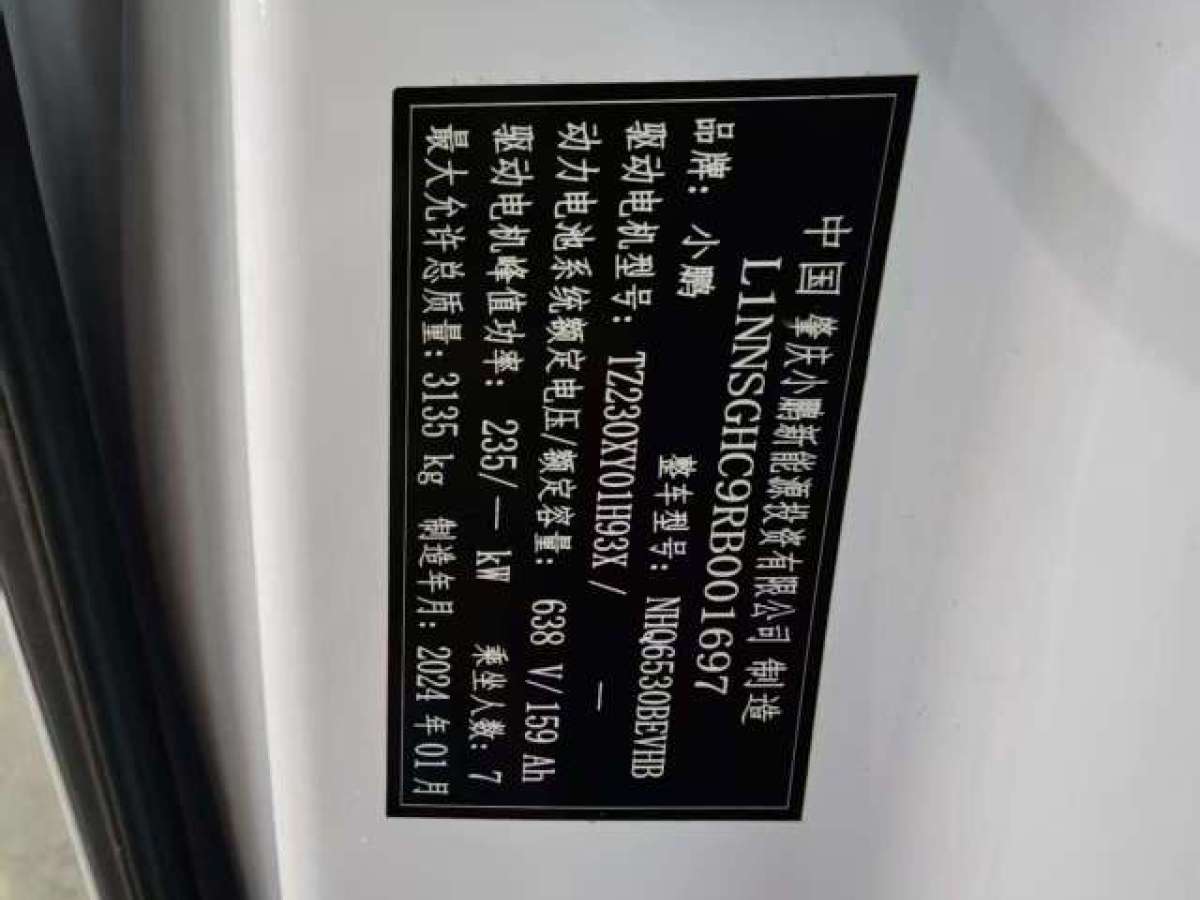 中国 肇庆小鹏新能源投资有限公司 制造
L1NNSGHC9RB001697
品牌: 小鹏 整车型号: NHQ6530BEVHB
驱动电机型号: TZ230XY01H93X / —
动力电池系统额定电压/额定容量: 638 V/159 Ah
驱动电机峰值功率: 235/— kW 乘坐人数: 7
最大允许总质量: 3135 kg 制造年月: 2024 年 01月